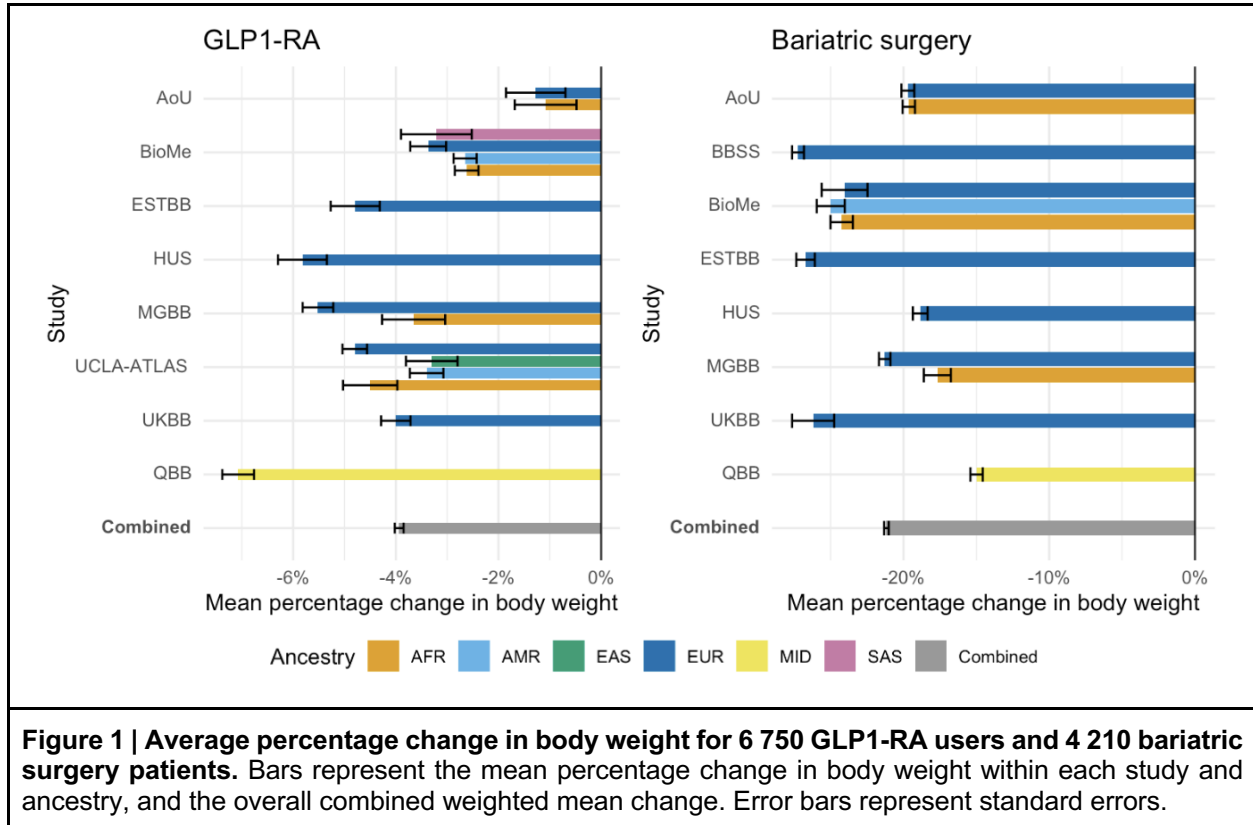 GLP1-RA
Study
AoU
BioMe
ESTBB
HUS
MGBB
UCLA-ATLAS
UKBB
QBB
Combined
-6% -4% -2% 0%
Mean percentage change in body weight
Bariatric surgery
Study
AoU
BBSS
BioMe
ESTBB
HUS
MGBB
UKBB
QBB
Combined
-20% -10% 0%
Mean percentage change in body weight
Ancestry AFR AMR EAS EUR MID SAS Combined
Figure 1 | Average percentage change in body weight for 6 750 GLP1-RA users and 4 210 bariatric
surgery patients. Bars represent the mean percentage change in body weight within each study and
ancestry, and the overall combined weighted mean change. Error bars represent standard errors.